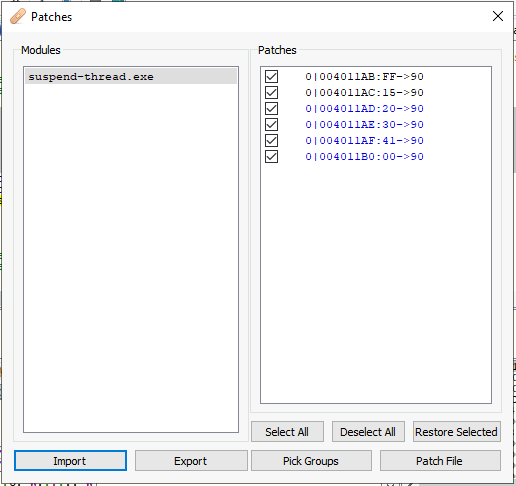 Patches
Modules
Patches
suspend-thread.exe
0|004011AB:FF->90
0|004011AC:15->90
0|004011AD:20->90
0|004011AE:30->90
0|004011AF:41->90
0|004011B0:00->90
Select All
Deselect All
Restore Selected
Import
Export
Pick Groups
Patch File